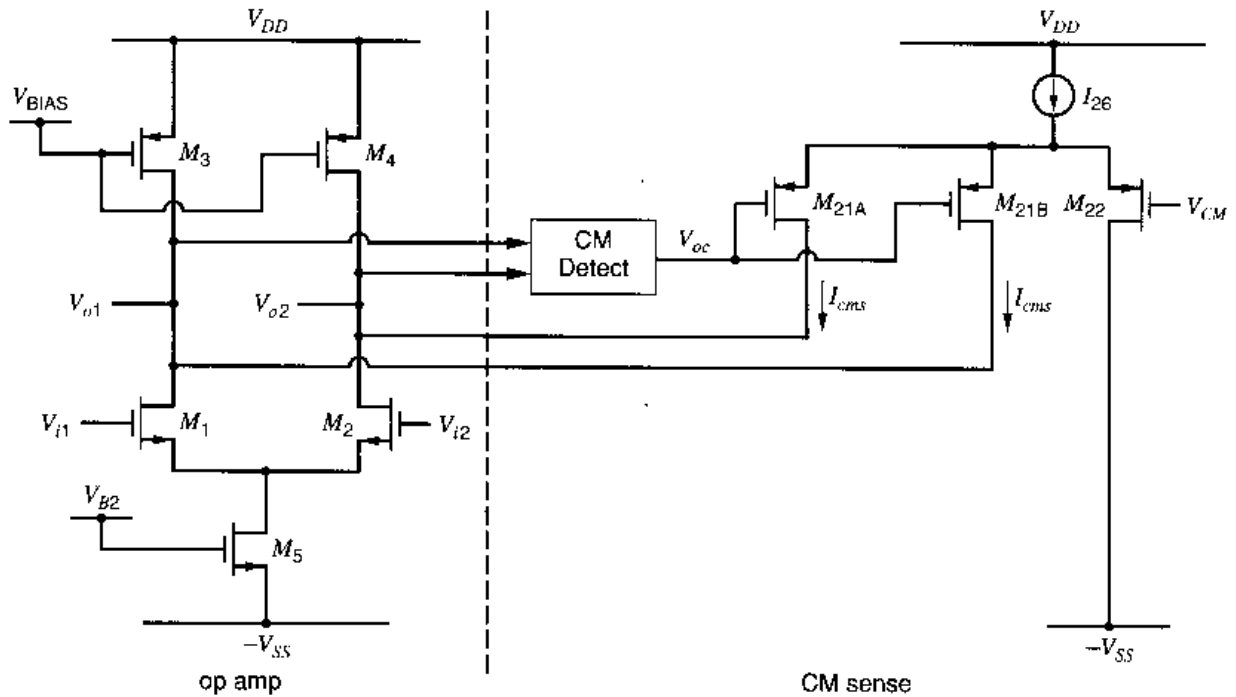 V_DD
V_BIAS
M_3
M_4
V_o1
V_o2
V_i1
M_1
M_2
V_i2
V_B2
M_5
−V_SS
op amp
V_DD
I_26
M_21A
M_21B
M_22
V_CM
CM
Detect
V_oc
I_cms
I_cms
−V_SS
CM sense